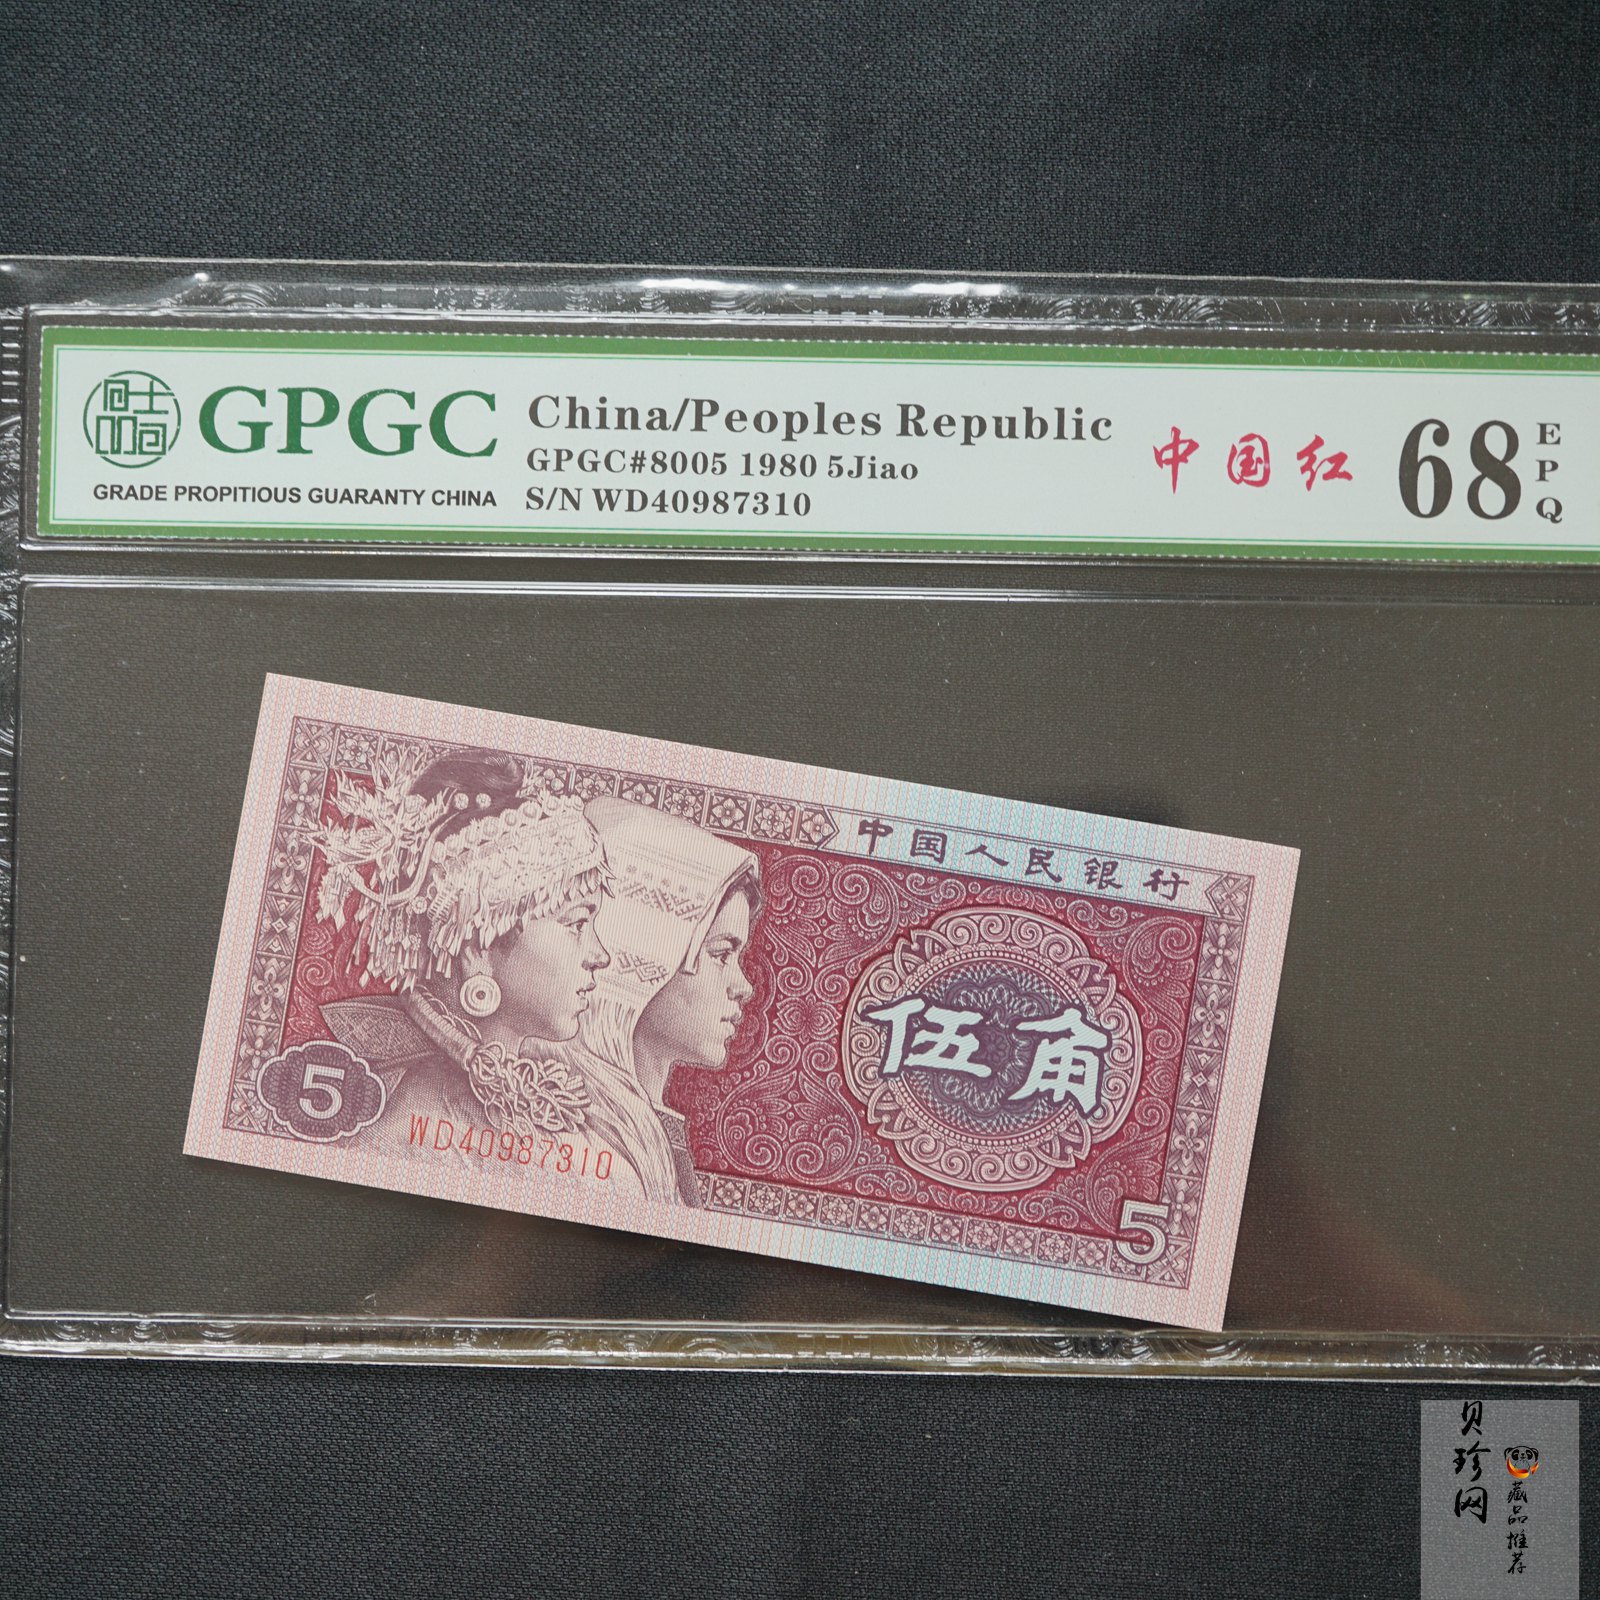 GPGC
GRADE PROPITIOUS GUARANTY CHINA
China/Peoples Republic
GPGC#8005 1980 5Jiao
S/N WD40987310
中国红
68
EPQ
中国人民银行
伍角
5
WD40987310
5
贝珍网
藏品推荐